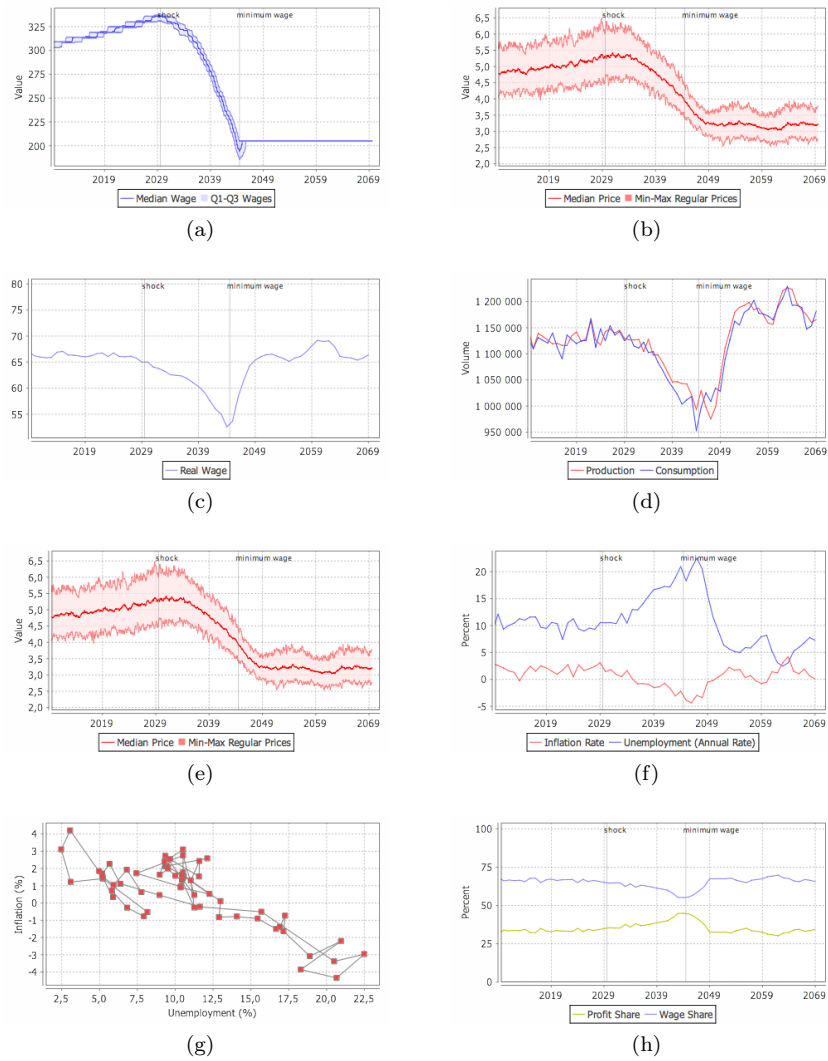 shock minimum wage
325
300
275
250
225
200
Value
2019 2029 2039 2049 2059 2069
Median Wage Q1-Q3 Wages
(a)
shock minimum wage
6,5
6,0
5,5
5,0
4,5
4,0
3,5
3,0
2,5
2,0
Value
2019 2029 2039 2049 2059 2069
Median Price Min-Max Regular Prices
(b)
80
75
70
65
60
55
shock minimum wage
2019 2029 2039 2049 2059 2069
Real Wage
(c)
shock minimum wage
1 200 000
1 150 000
1 100 000
1 050 000
1 000 000
950 000
Volume
2019 2029 2039 2049 2059 2069
Production Consumption
(d)
shock minimum wage
6,5
6,0
5,5
5,0
4,5
4,0
3,5
3,0
2,5
2,0
Value
2019 2029 2039 2049 2059 2069
Median Price Min-Max Regular Prices
(e)
shock minimum wage
20
15
10
5
0
-5
Percent
2019 2029 2039 2049 2059 2069
Inflation Rate Unemployment (Annual Rate)
(f)
4
3
2
1
0
-1
-2
-3
-4
Inflation (%)
2,5 5,0 7,5 10,0 12,5 15,0 17,5 20,0 22,5
Unemployment (%)
(g)
100
75
50
25
0
Percent
shock minimum wage
2019 2029 2039 2049 2059 2069
Profit Share Wage Share
(h)